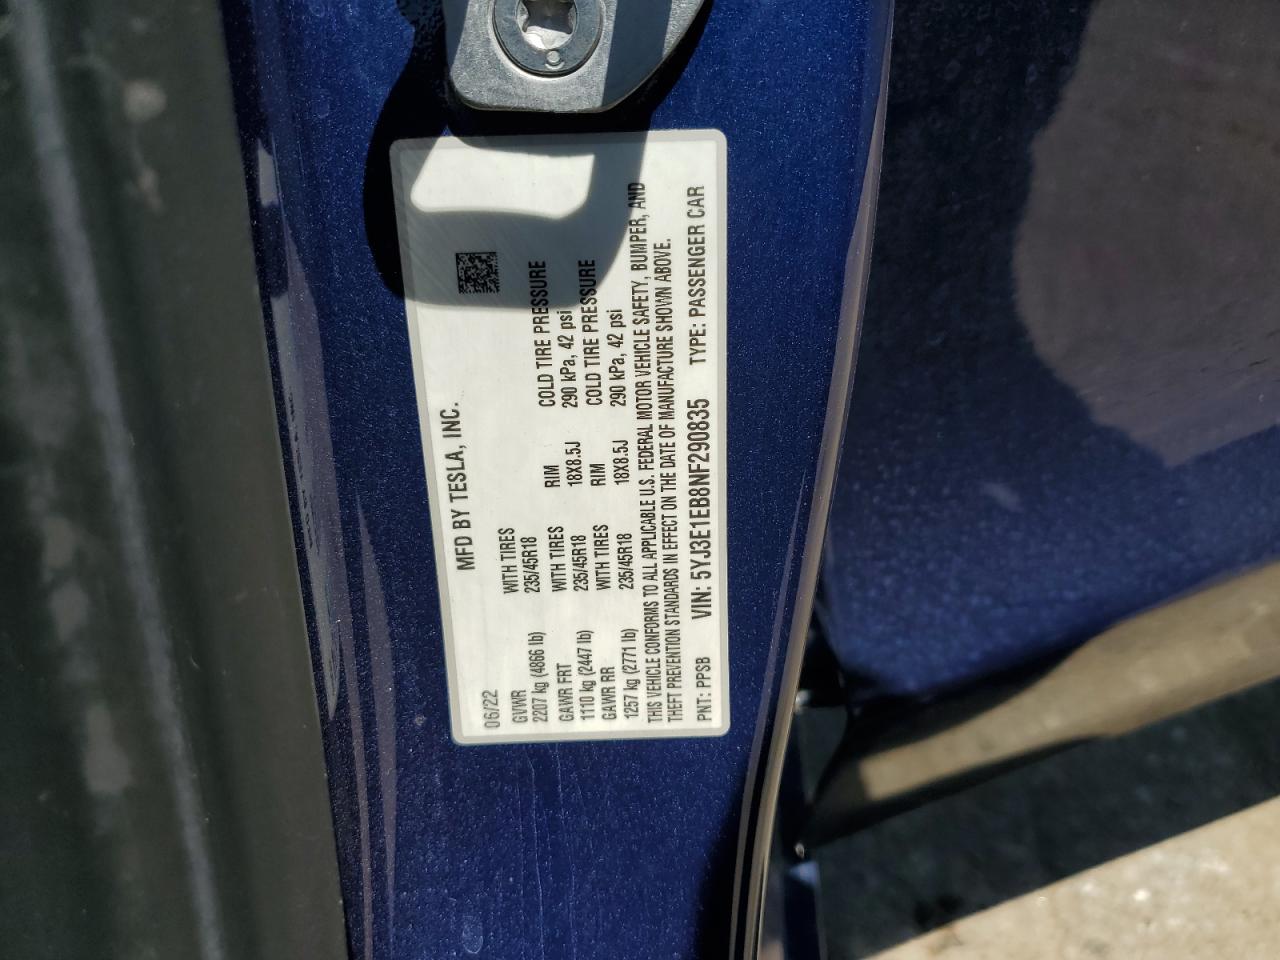 MFD BY TESLA, INC.
06/22
GVWR WITH TIRES RIM COLD TIRE PRESSURE
2207 kg (4866 lb) 235/45R18
GAWR FRT WITH TIRES RIM COLD TIRE PRESSURE
1110 kg (2447 lb) 235/45R18 18X8.5J 290 kPa, 42 psi
GAWR RR WITH TIRES RIM COLD TIRE PRESSURE
1257 kg (2771 lb) 235/45R18 18X8.5J 290 kPa, 42 psi
THIS VEHICLE CONFORMS TO ALL APPLICABLE U.S. FEDERAL MOTOR VEHICLE SAFETY, BUMPER, AND
THEFT PREVENTION STANDARDS IN EFFECT ON THE DATE OF MANUFACTURE SHOWN ABOVE.
PNT: PPSB VIN: 5YJ3E1EB8NF290835 TYPE: PASSENGER CAR